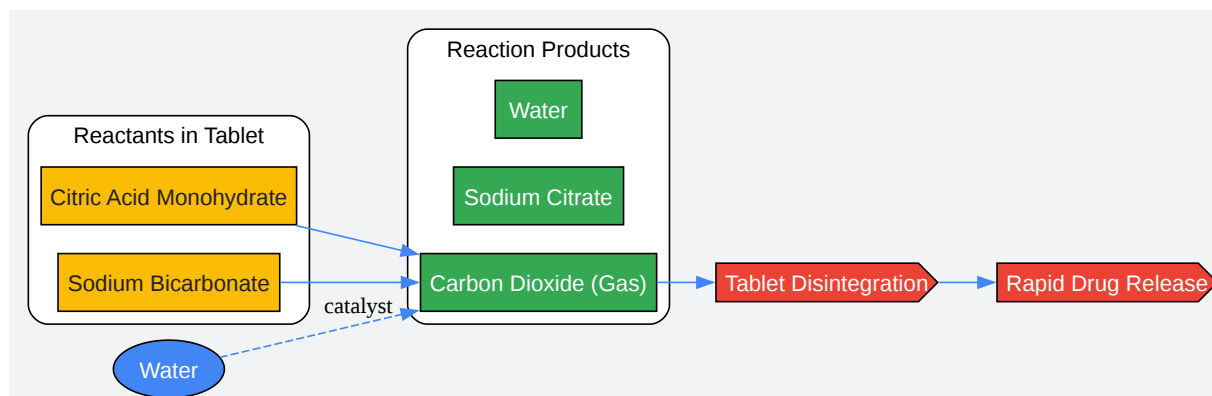 Reaction Products
Water
Reactants in Tablet
Citric Acid Monohydrate
Sodium Citrate
Sodium Bicarbonate
Carbon Dioxide (Gas)
Tablet Disintegration
Rapid Drug Release
catalyst
Water